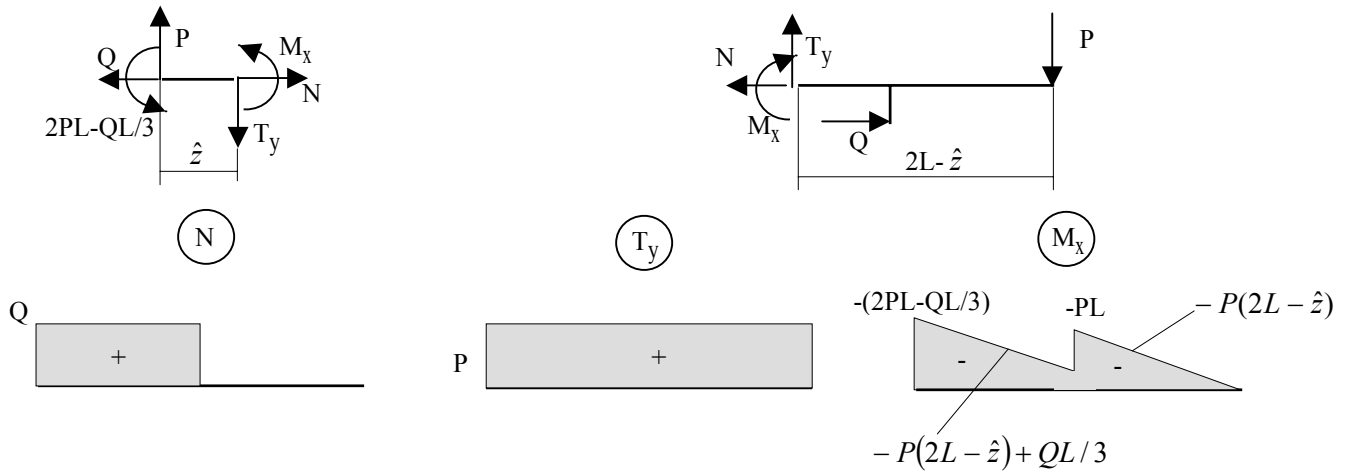 P
Q
M_x
N
2PL-QL/3
T_y
ẑ
N
T_y
P
M_x
Q
2L- ẑ
N
T_y
M_x
Q
+
P
+
-(2PL-QL/3)
-PL
− P(2L − ẑ)
-
-
− P(2L − ẑ) + QL / 3